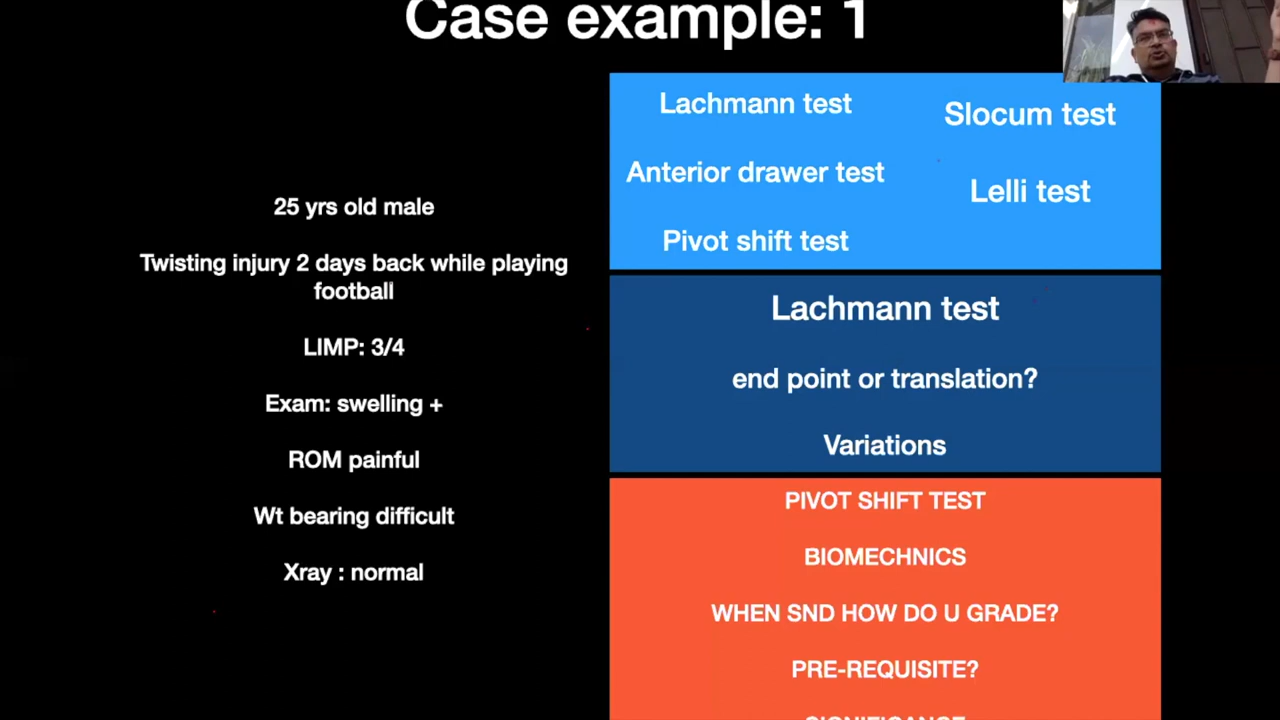 Case example: 1
25 yrs old male
Twisting injury 2 days back while playing
football
LIMP: 3/4
Exam: swelling +
ROM painful
Wt bearing difficult
Xray : normal
Lachmann test
Anterior drawer test
Pivot shift test
Slocum test
Lelli test
Lachmann test
end point or translation?
Variations
PIVOT SHIFT TEST
BIOMECHNICS
WHEN SND HOW DO U GRADE?
PRE-REQUISITE?